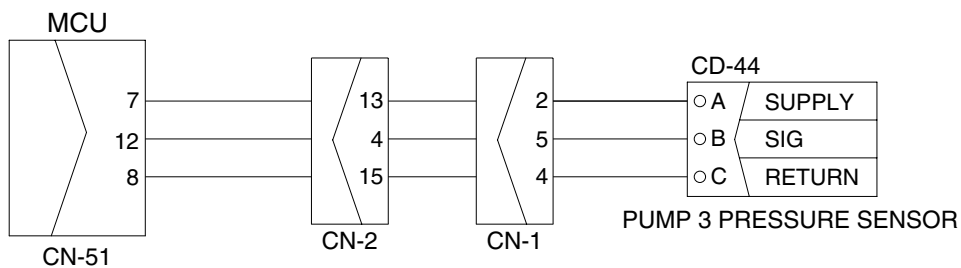 MCU
CD-44
7 13 2 A SUPPLY
12 4 5 B SIG
8 15 4 C RETURN
PUMP 3 PRESSURE SENSOR
CN-2 CN-1
CN-51